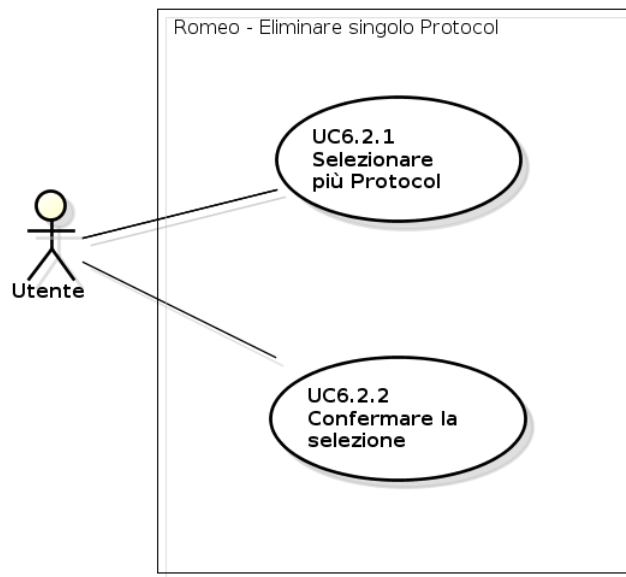 Romeo - Eliminare singolo Protocol
UC6.2.1
Selezionare
più Protocol
Utente
UC6.2.2
Confermare la
selezione